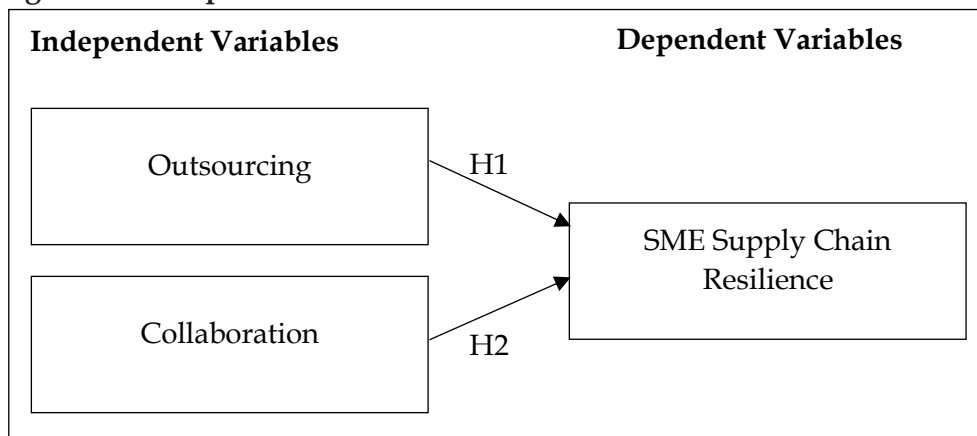 Independent Variables
Dependent Variables
Outsourcing
H1
SME Supply Chain
Resilience
Collaboration
H2